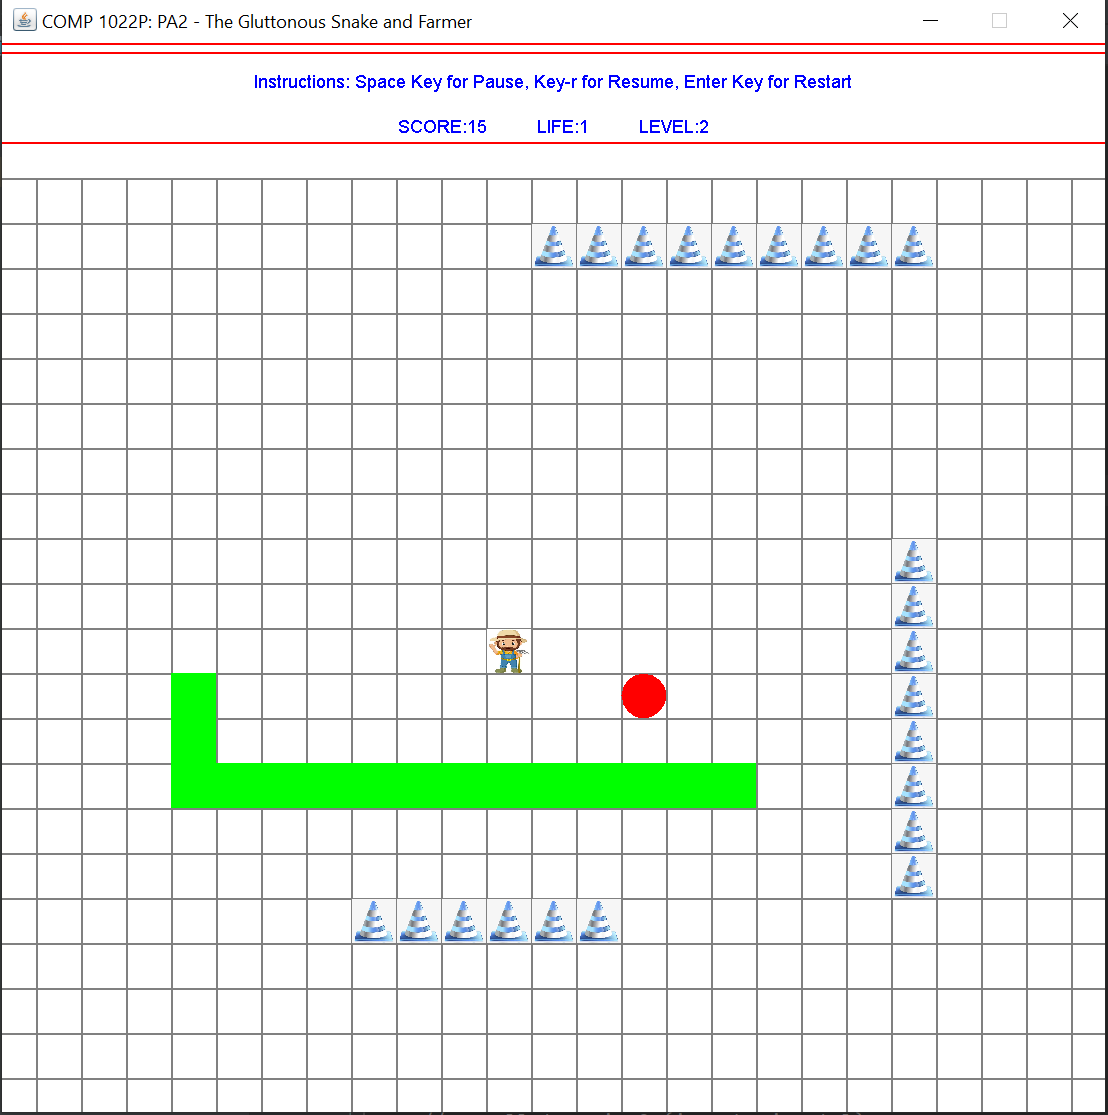 COMP 1022P: PA2 - The Gluttonous Snake and Farmer
Instructions: Space Key for Pause, Key-r for Resume, Enter Key for Restart
SCORE:15 LIFE:1 LEVEL:2